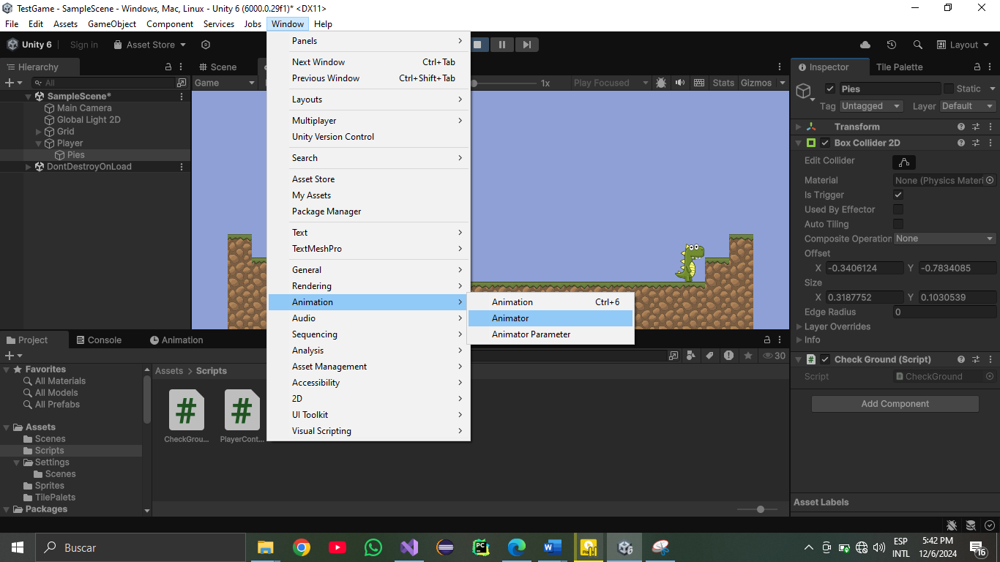 TestGame - SampleScene - Windows, Mac, Linux - Unity 6 (6000.0.29f1)* <DX11>
File Edit Assets GameObject Component Services Jobs Window Help
Unity 6 Sign in Asset Store Layout
Hierarchy
All
SampleScene*
Main Camera
Global Light 2D
Grid
Player
Pies
DontDestroyOnLoad
Scene
Game 1x Play Focused Stats Gizmos
Panels
Next Window Ctrl+Tab
Previous Window Ctrl+Shift+Tab
Layouts
Multiplayer
Unity Version Control
Search
Asset Store
My Assets
Package Manager
Text
TextMeshPro
General
Rendering
Animation
Audio
Sequencing
Analysis
Asset Management
Accessibility
2D
UI Toolkit
Visual Scripting
Animation Ctrl+6
Animator
Animator Parameter
Inspector Tile Palette
Pies Static
Tag Untagged Layer Default
Transform
Box Collider 2D
Edit Collider
Material None (Physics Materi
Is Trigger
Used By Effector
Auto Tiling
Composite Operation None
Offset
X -0.3406124 Y -0.7834085
Size
X 0.3187752 Y 0.1030539
Edge Radius 0
Layer Overrides
Info
Check Ground (Script)
Script CheckGround
Add Component
Asset Labels
Project Console Animation
30
Favorites
All Materials
All Models
All Prefabs
Assets
Scenes
Scripts
Settings
Scenes
Sprites
TilePalets
Packages
Assets > Scripts
CheckGrou... PlayerCont...
Buscar
ESP
INTL
5:42 PM
12/6/2024
16